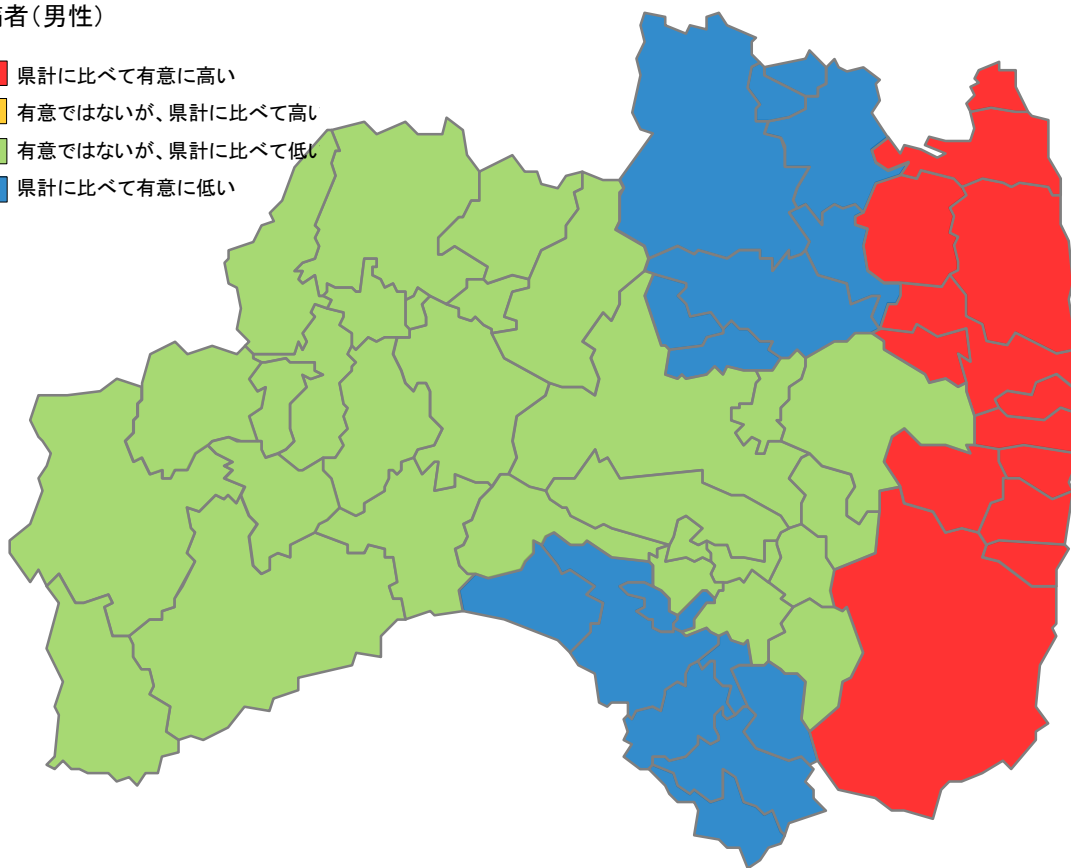 者(男性)
県計に比べて有意に高い
有意ではないが、県計に比べて高い
有意ではないが、県計に比べて低い
県計に比べて有意に低い